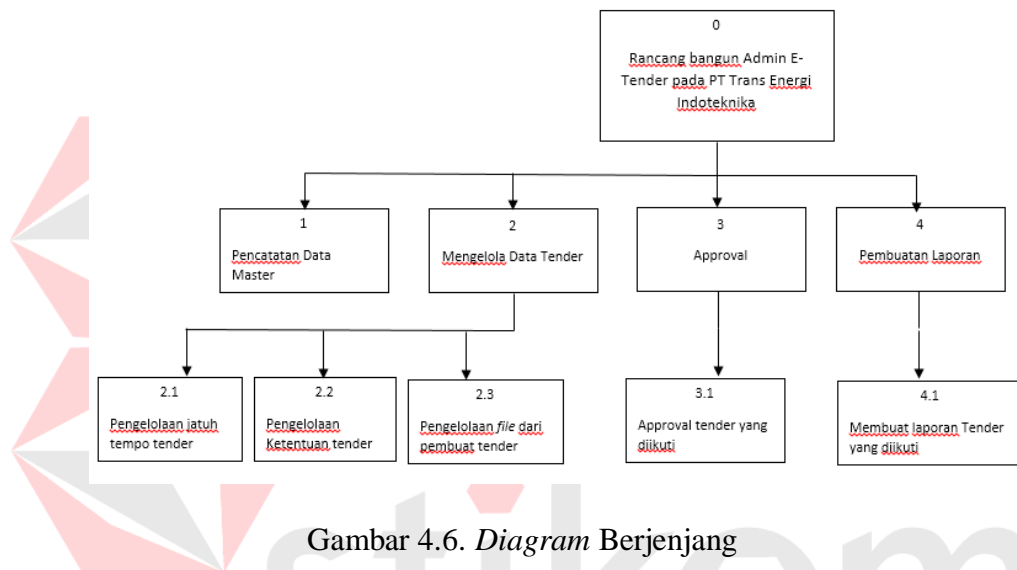 0
Rancang bangun Admin E-
Tender pada PT Trans Energi
Indoteknika
1
Pencatatan Data
Master
2
Mengelola Data Tender
3
Approval
4
Pembuatan Laporan
2.1
Pengelolaan jatuh
tempo tender
2.2
Pengelolaan
Ketentuan tender
2.3
Pengelolaan file dari
pembuat tender
3.1
Approval tender yang
diikuti
4.1
Membuat laporan Tender
yang diikuti
Gambar 4.6. Diagram Berjenjang
stikom